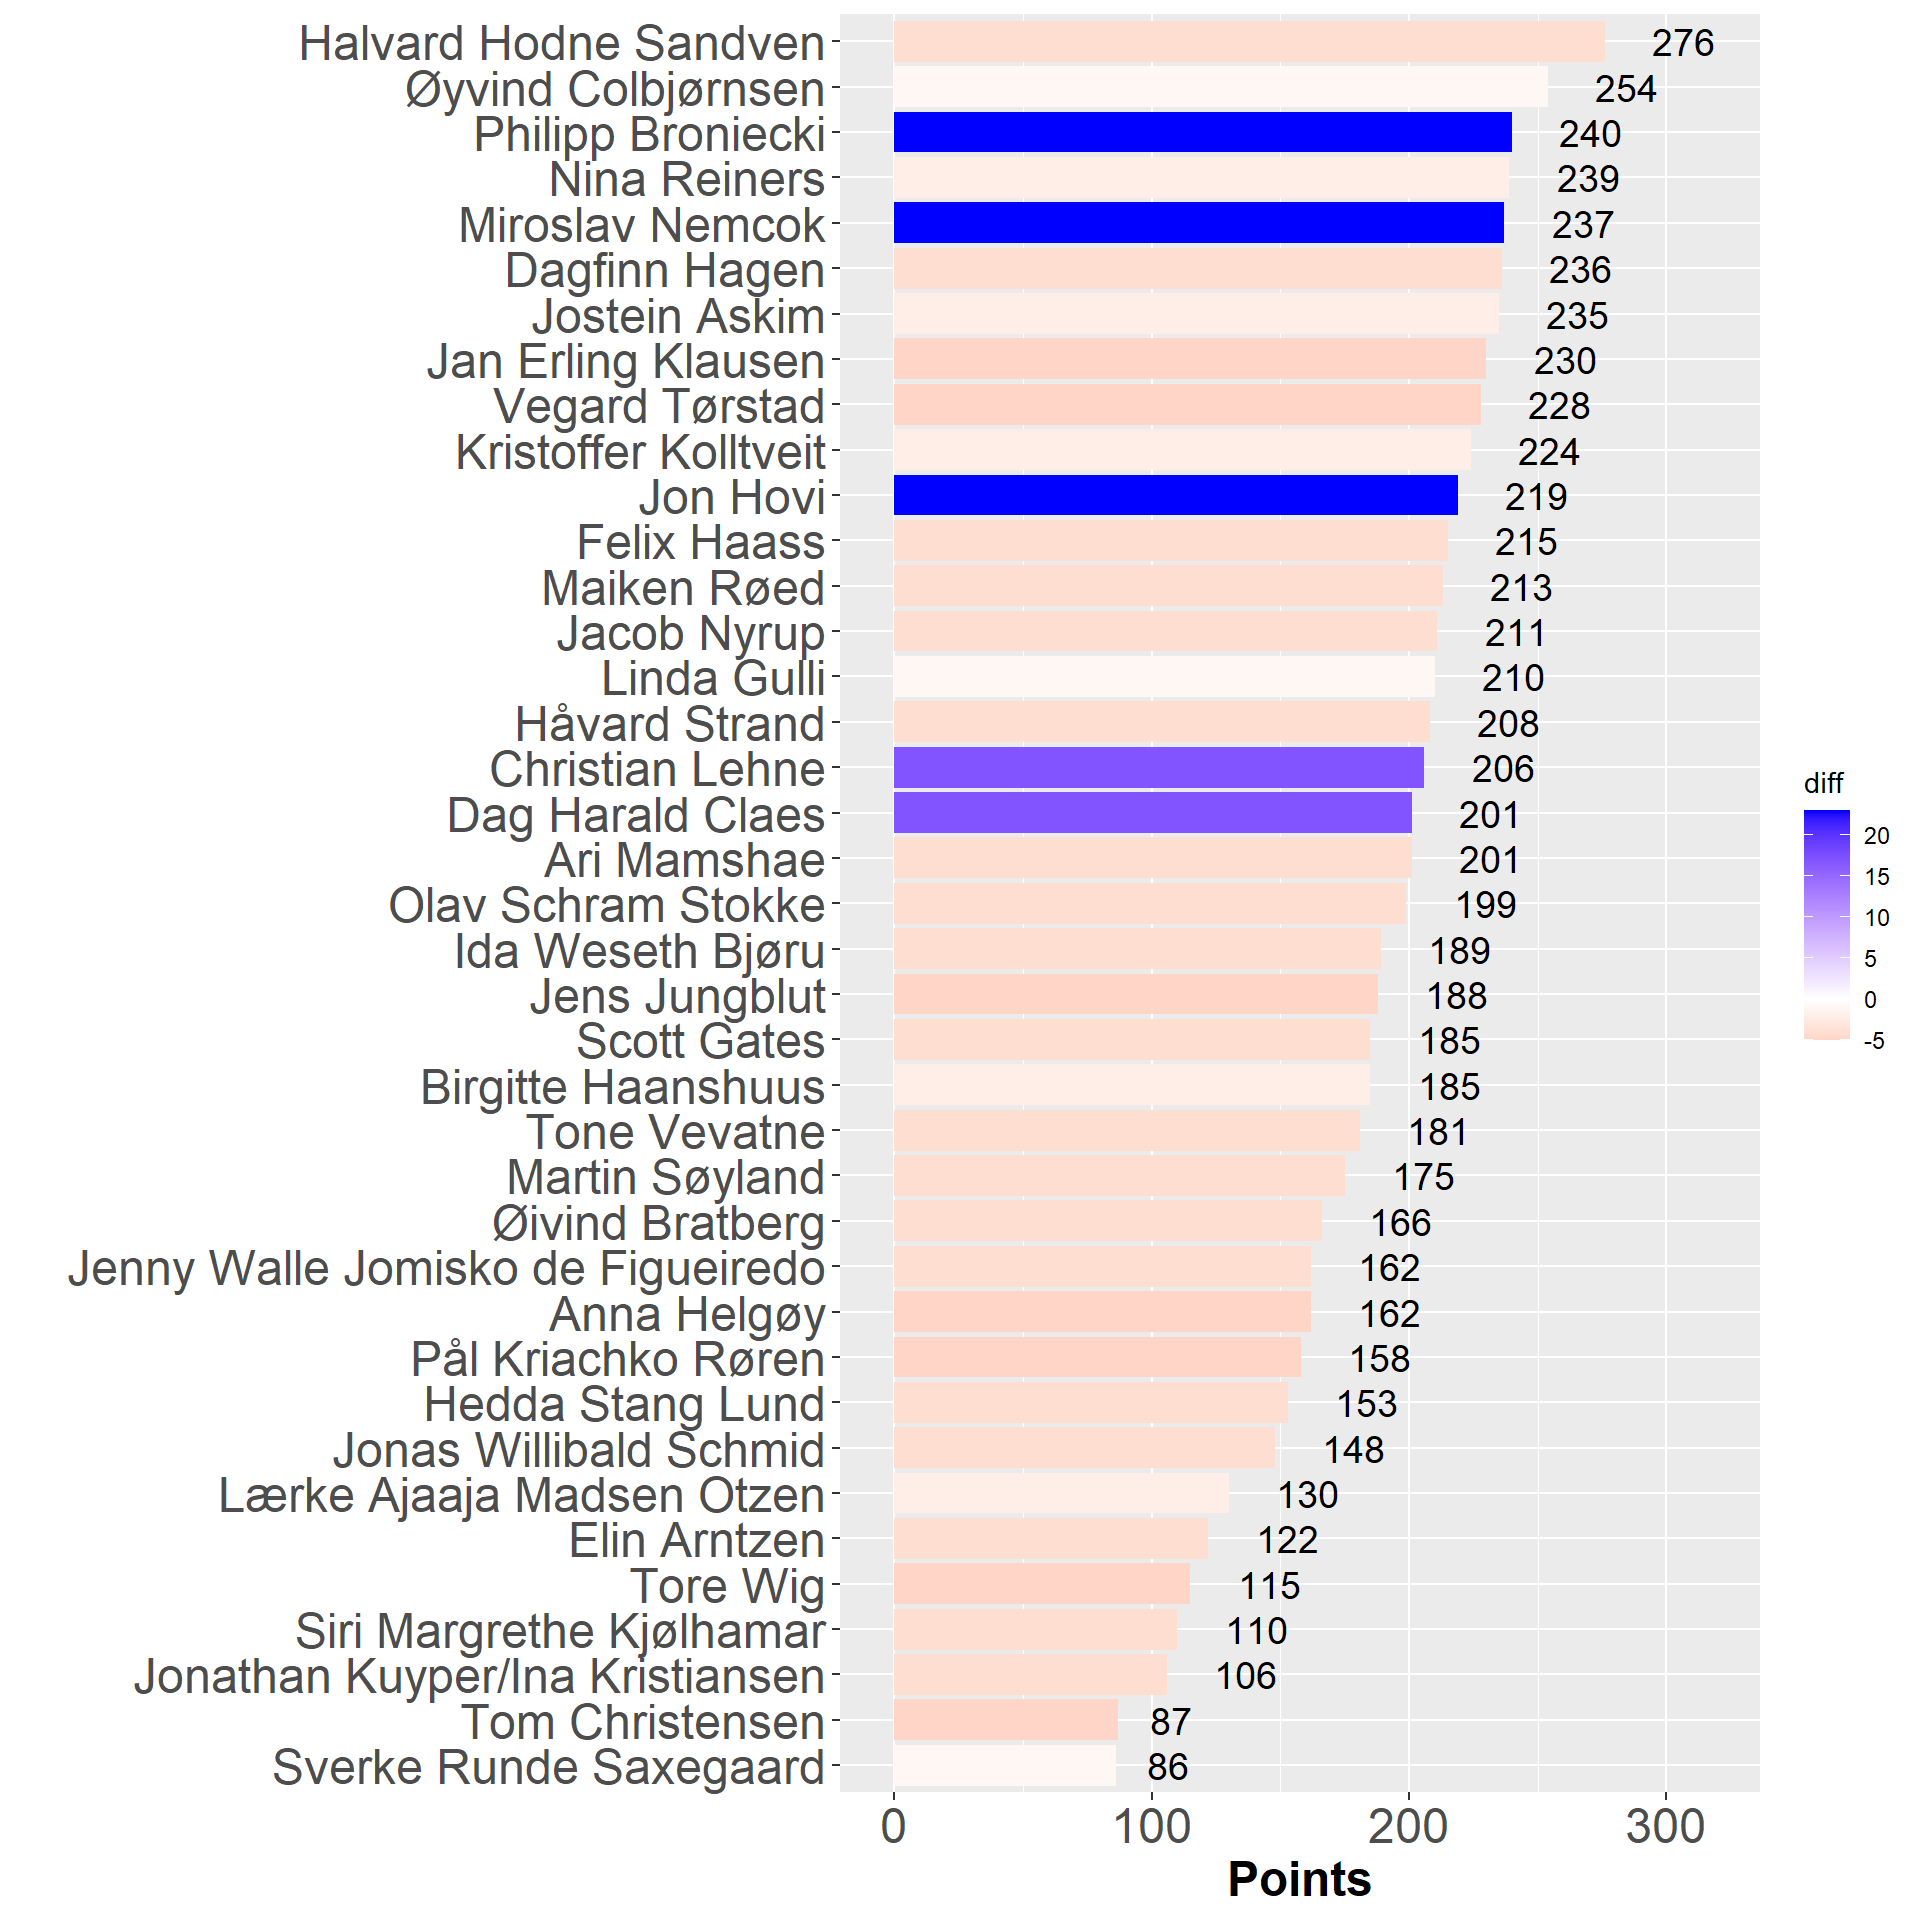 Halvard Hodne Sandven 276
Øyvind Colbjørnsen 254
Philipp Broniecki 240
Nina Reiners 239
Miroslav Nemcok 237
Dagfinn Hagen 236
Jostein Askim 235
Jan Erling Klausen 230
Vegard Tørstad 228
Kristoffer Kolltveit 224
Jon Hovi 219
Felix Haass 215
Maiken Røed 213
Jacob Nyrup 211
Linda Gulli 210
Håvard Strand 208
Christian Lehne 206
Dag Harald Claes 201
Ari Mamshae 201
Olav Schram Stokke 199
Ida Weseth Bjøru 189
Jens Jungblut 188
Scott Gates 185
Birgitte Haanshuus 185
Tone Vevatne 181
Martin Søyland 175
Øivind Bratberg 166
Jenny Walle Jomisko de Figueiredo 162
Anna Helgøy 162
Pål Kriachko Røren 158
Hedda Stang Lund 153
Jonas Willibald Schmid 148
Lærke Ajaaja Madsen Otzen 130
Elin Arntzen 122
Tore Wig 115
Siri Margrethe Kjølhamar 110
Jonathan Kuyper/Ina Kristiansen 106
Tom Christensen 87
Sverke Runde Saxegaard 86
0 100 200 300
Points
diff
20
15
10
5
0
-5